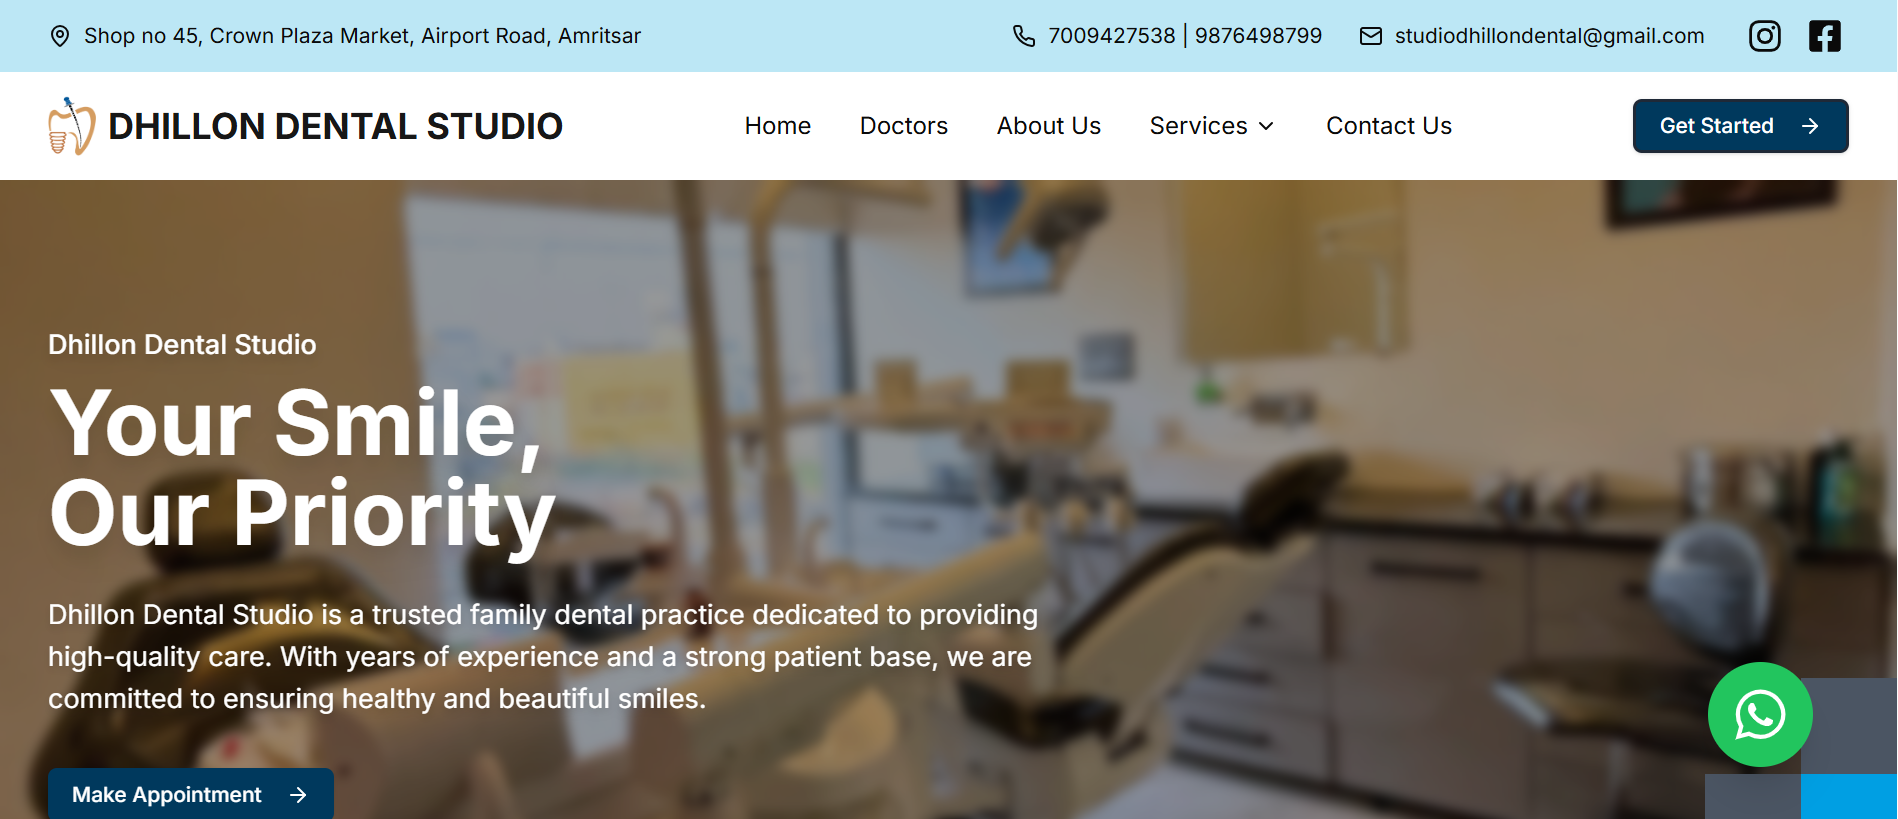 Shop no 45, Crown Plaza Market, Airport Road, Amritsar
7009427538 | 9876498799
studiodhillondental@gmail.com
DHILLON DENTAL STUDIO
Home
Doctors
About Us
Services
Contact Us
Get Started
Dhillon Dental Studio
Your Smile,
Our Priority
Dhillon Dental Studio is a trusted family dental practice dedicated to providing
high-quality care. With years of experience and a strong patient base, we are
committed to ensuring healthy and beautiful smiles.
Make Appointment